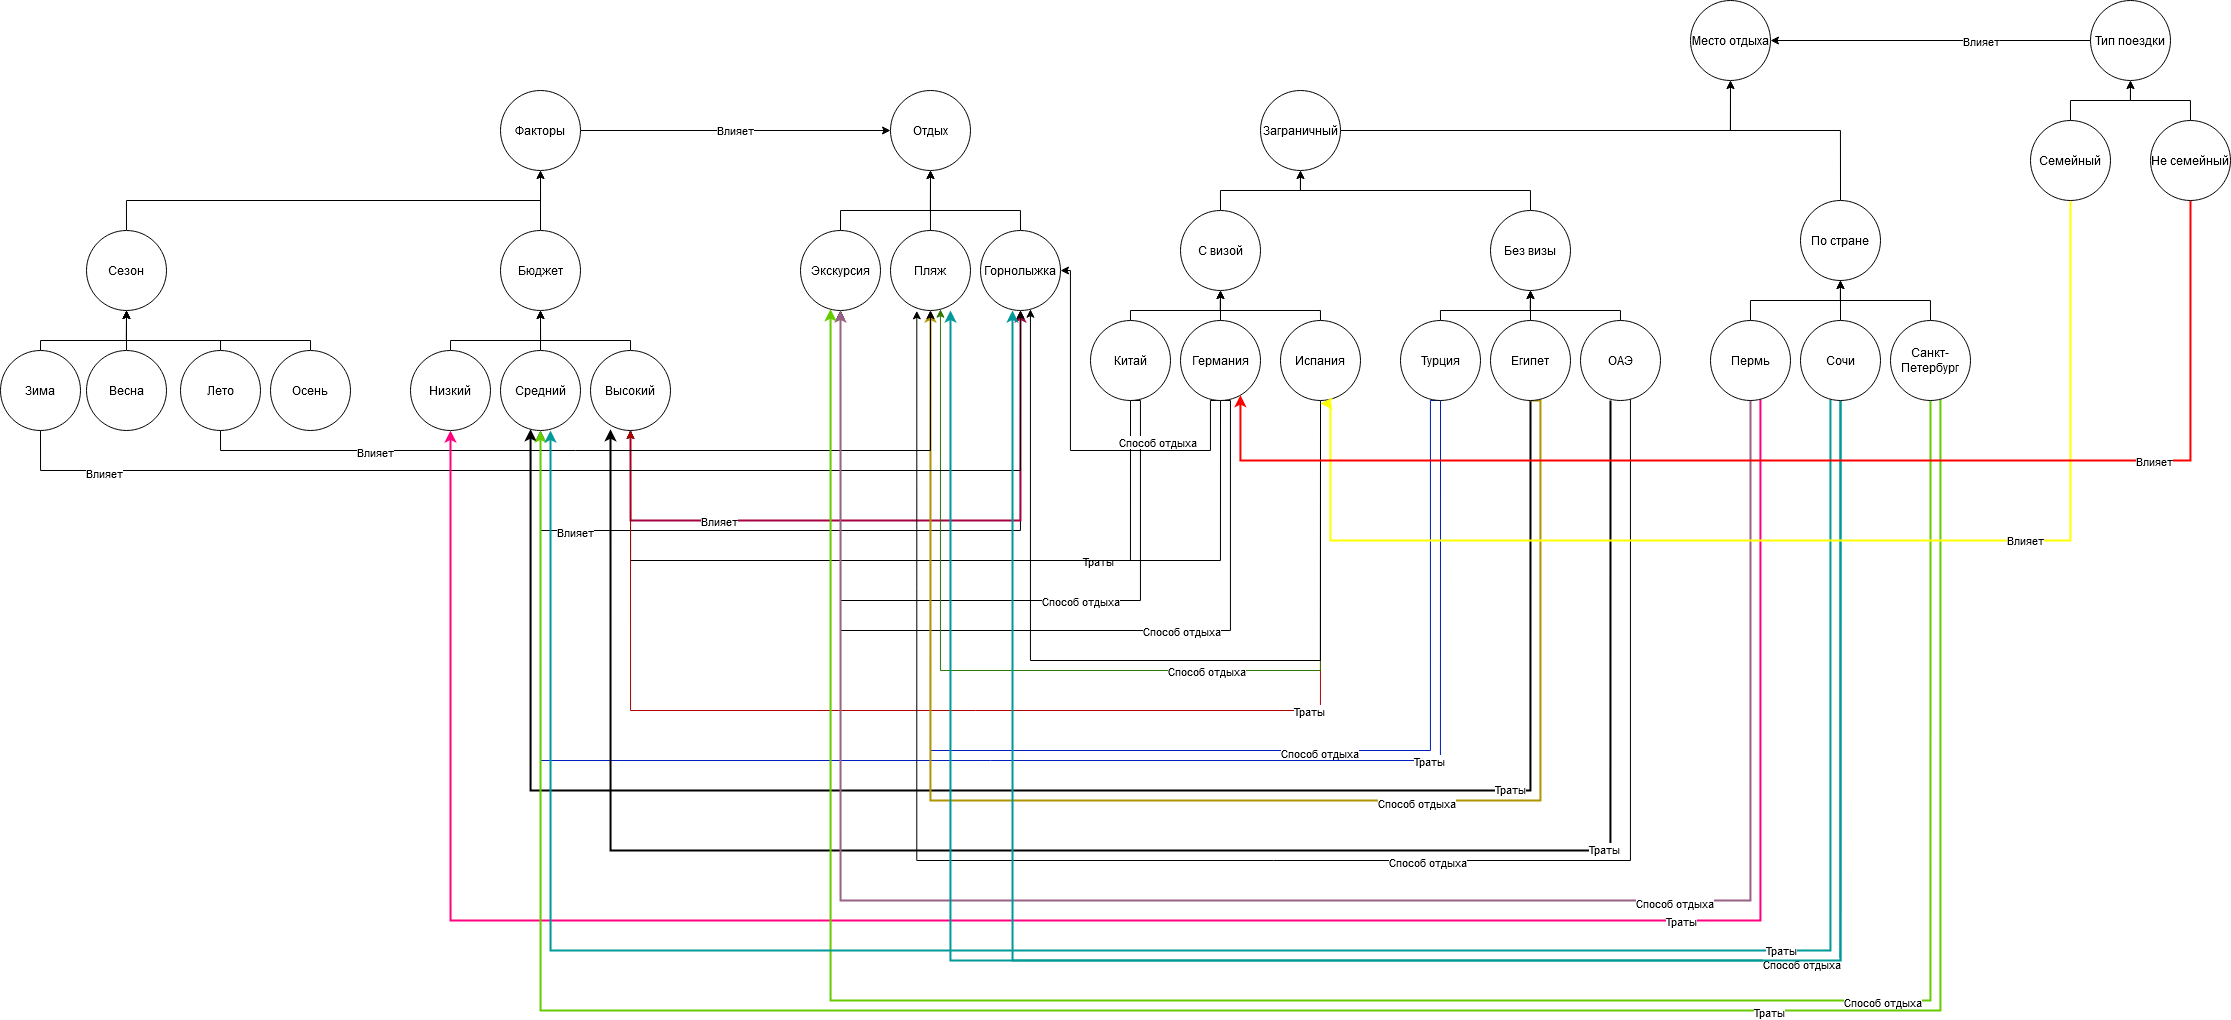 Место отдыха
Влияет
Тип поездки
Факторы
Влияет
Отдых
Заграничный
Семейный
Не семейный
Сезон
Бюджет
Экскурсия
Пляж
Горнолыжка
С визой
Без визы
По стране
Зима
Весна
Лето
Осень
Низкий
Средний
Высокий
Китай
Германия
Испания
Турция
Египет
ОАЭ
Пермь
Сочи
Санкт-
Петербург
Способ отдыха
Влияет
Влияет
Влияет
Влияет
Влияет
Влияет
Траты
Способ отдыха
Способ отдыха
Способ отдыха
Траты
Способ отдыха
Траты
Траты
Способ отдыха
Траты
Способ отдыха
Способ отдыха
Траты
Траты
Способ отдыха
Способ отдыха
Траты